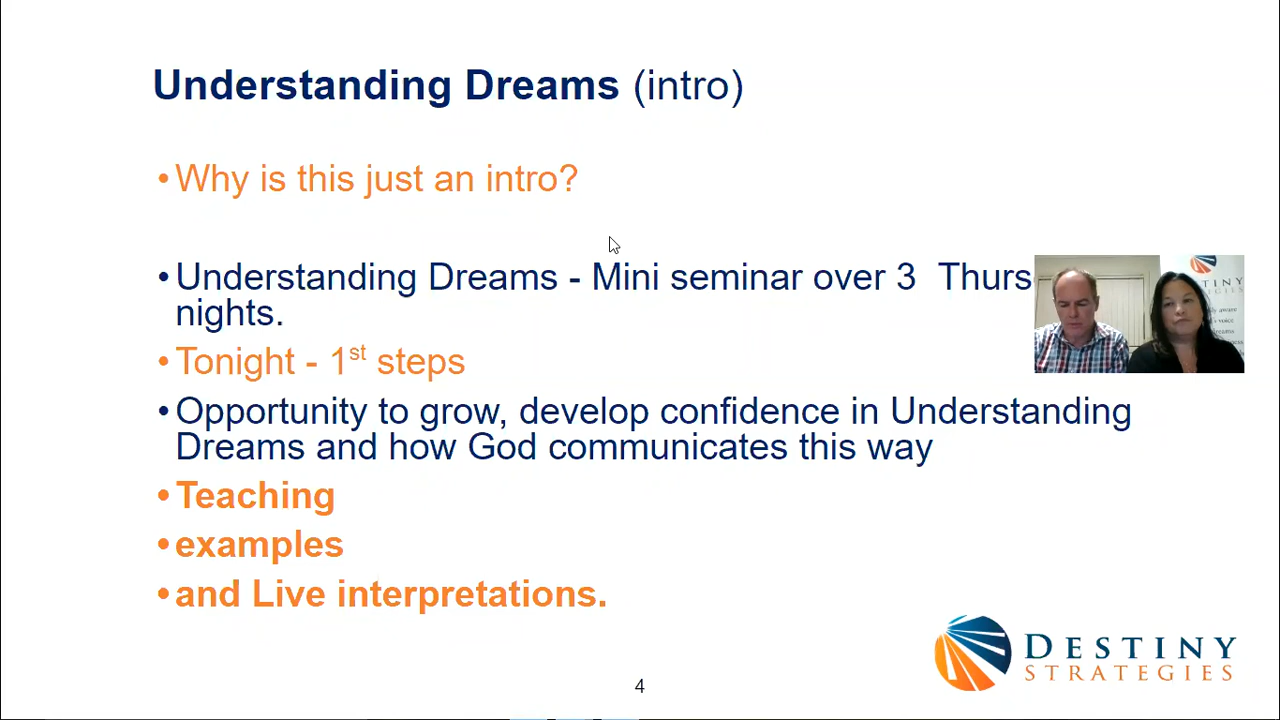 Understanding Dreams (intro)
•Why is this just an intro?
•Understanding Dreams - Mini seminar over 3  Thurs
nights.
•Tonight - 1st steps
•Opportunity to grow, develop confidence in Understanding
Dreams and how God communicates this way
•Teaching
•examples
•and Live interpretations.
DESTINY
STRATEGIES
4